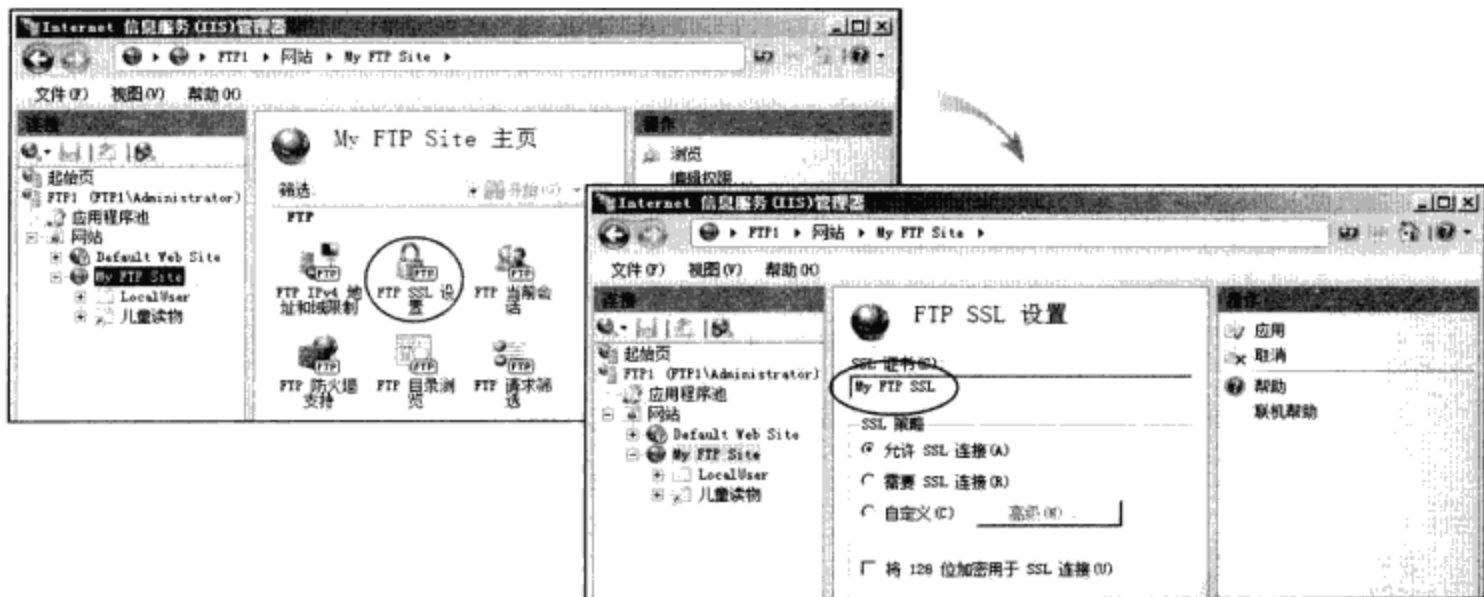 Internet 信息服务(IIS)管理器
FTP1 网站 My FTP Site
文件(F) 视图(V) 帮助(H)
连接
起始页
FTP1 (FTP1\Administrator)
应用程序池
网站
Default Web Site
My FTP Site
LocalUser
儿童读物
My FTP Site 主页
筛选: 开始(G)
FTP
FTP IPv4 地址和域限制
FTP SSL 设置
FTP 当前会话
FTP 防火墙支持
FTP 目录浏览
FTP 请求筛选
操作
浏览
编辑权限
Internet 信息服务(IIS)管理器
FTP1 网站 My FTP Site
文件(F) 视图(V) 帮助(H)
连接
起始页
FTP1 (FTP1\Administrator)
应用程序池
网站
Default Web Site
My FTP Site
LocalUser
儿童读物
FTP SSL 设置
SSL 证书(S)
My FTP SSL
SSL 策略
允许 SSL 连接(A)
需要 SSL 连接(R)
自定义(C) 高级(N)
将 128 位加密用于 SSL 连接(U)
操作
应用
取消
帮助
联机帮助